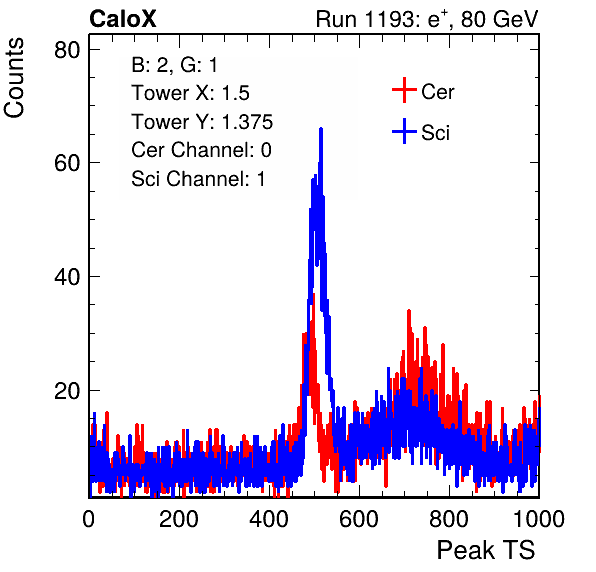 CaloX
Run 1193: e⁺, 80 GeV
Counts
80
60
40
20
B: 2, G: 1
Tower X: 1.5
Tower Y: 1.375
Cer Channel: 0
Sci Channel: 1
Cer
Sci
0 200 400 600 800 1000
Peak TS